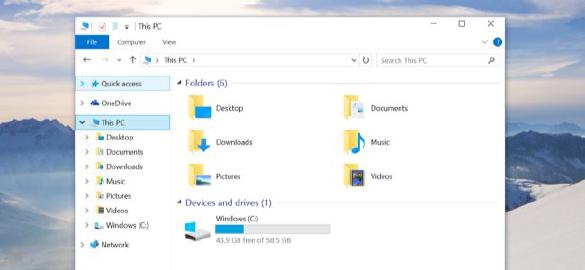 This PC
File Computer View
This PC
Search This PC
Quick access
OneDrive
This PC
Desktop
Documents
Downloads
Music
Pictures
Videos
Windows (C:)
Network
Folders (6)
Desktop
Documents
Downloads
Music
Pictures
Videos
Devices and drives (1)
Windows (C:)
43.9 GB free of 58.5 GB